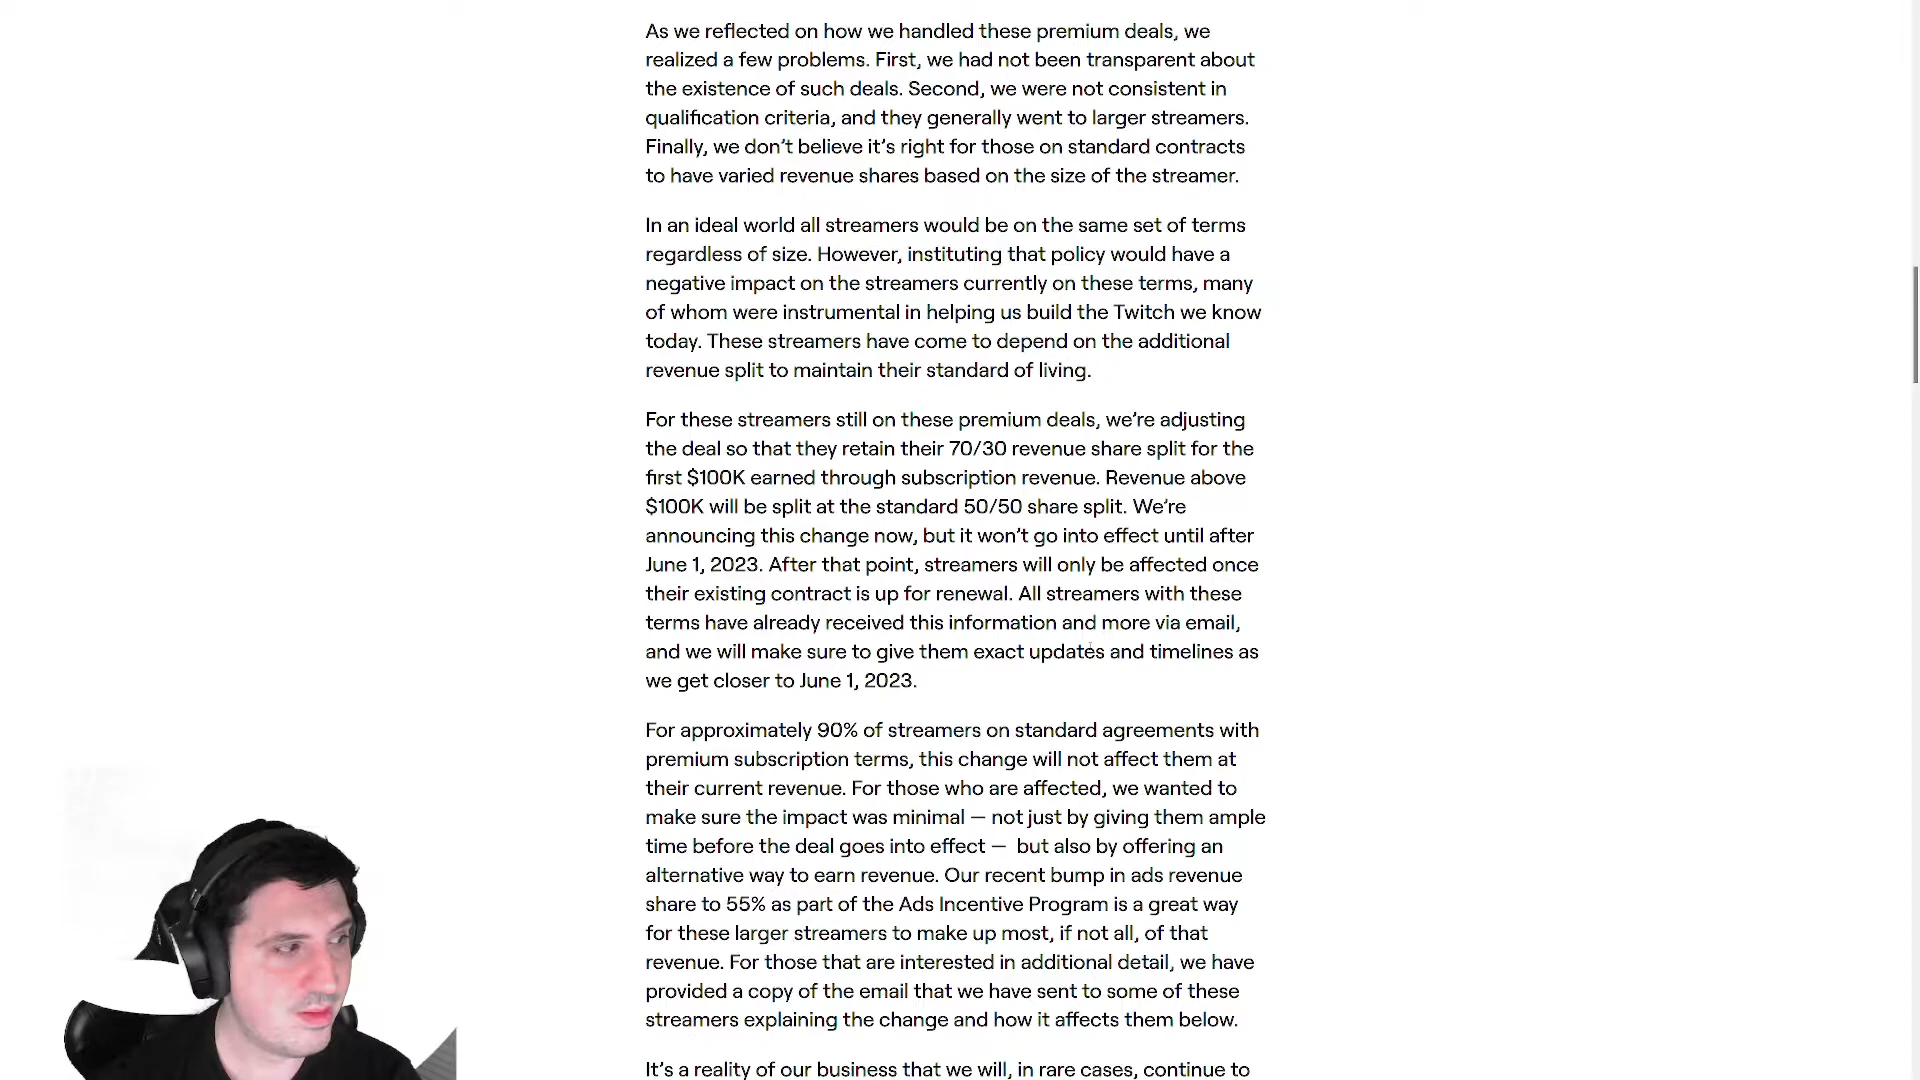 As we reflected on how we handled these premium deals, we
realized a few problems. First, we had not been transparent about
the existence of such deals. Second, we were not consistent in
qualification criteria, and they generally went to larger streamers.
Finally, we don’t believe it’s right for those on standard contracts
to have varied revenue shares based on the size of the streamer.
In an ideal world all streamers would be on the same set of terms
regardless of size. However, instituting that policy would have a
negative impact on the streamers currently on these terms, many
of whom were instrumental in helping us build the Twitch we know
today. These streamers have come to depend on the additional
revenue split to maintain their standard of living.
For these streamers still on these premium deals, we’re adjusting
the deal so that they retain their 70/30 revenue share split for the
first $100K earned through subscription revenue. Revenue above
$100K will be split at the standard 50/50 share split. We’re
announcing this change now, but it won’t go into effect until after
June 1, 2023. After that point, streamers will only be affected once
their existing contract is up for renewal. All streamers with these
terms have already received this information and more via email,
and we will make sure to give them exact updates and timelines as
we get closer to June 1, 2023.
For approximately 90% of streamers on standard agreements with
premium subscription terms, this change will not affect them at
their current revenue. For those who are affected, we wanted to
make sure the impact was minimal — not just by giving them ample
time before the deal goes into effect — but also by offering an
alternative way to earn revenue. Our recent bump in ads revenue
share to 55% as part of the Ads Incentive Program is a great way
for these larger streamers to make up most, if not all, of that
revenue. For those that are interested in additional detail, we have
provided a copy of the email that we have sent to some of these
streamers explaining the change and how it affects them below.
It’s a reality of our business that we will, in rare cases, continue to